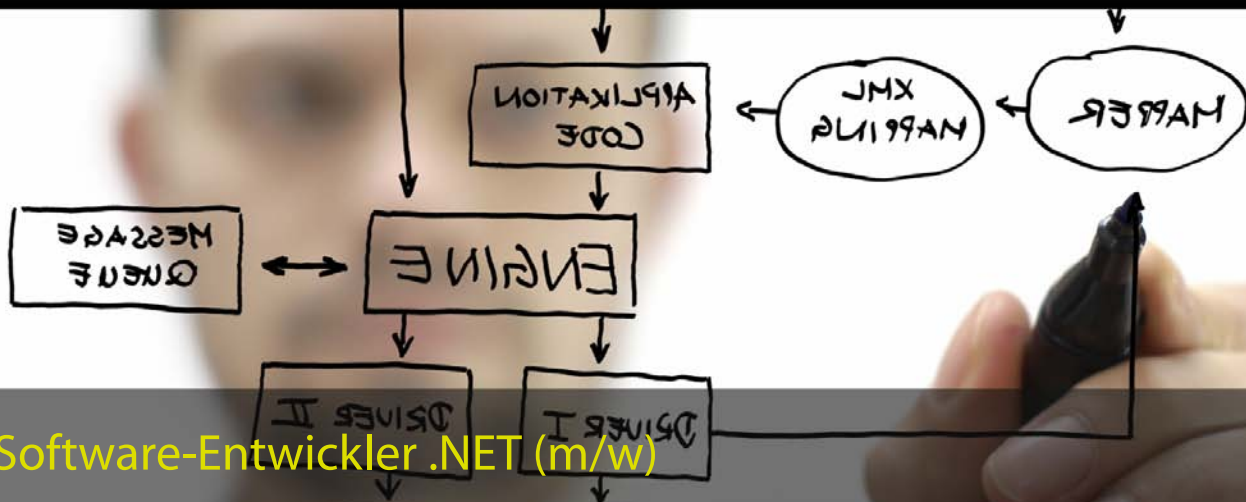 APPLIKATION
CODE
XML
MAPPING
MAPPER
MESSAGE
QUEUE
ENGINE
DRIVER II
DRIVER I
Software-Entwickler .NET (m/w)